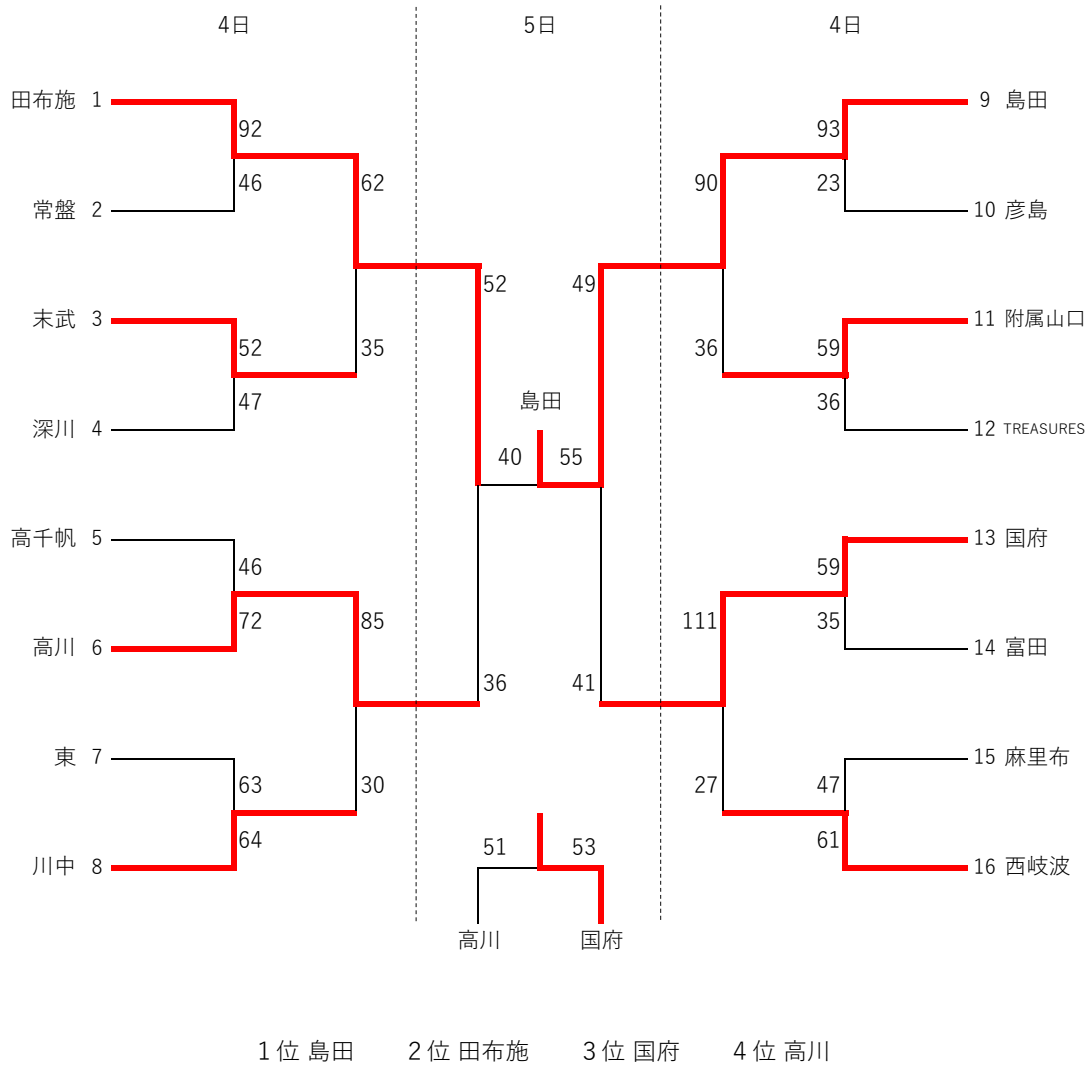 4日 5日 4日
田布施 1 9 島田
92 93
46 62 90 23
常盤 2 10 彦島
52 49
末武 3 11 附属山口
52 35 36 59
47 36
島田
深川 4 12 TREASURES
40 55
高千帆 5 13 国府
46 59
72 85 111 35
高川 6 14 富田
36 41
東 7 15 麻里布
63 30 27 47
64 61
51 53
川中 8 16 西岐波
高川 国府
1位 島田 2位 田布施 3位 国府 4位 高川